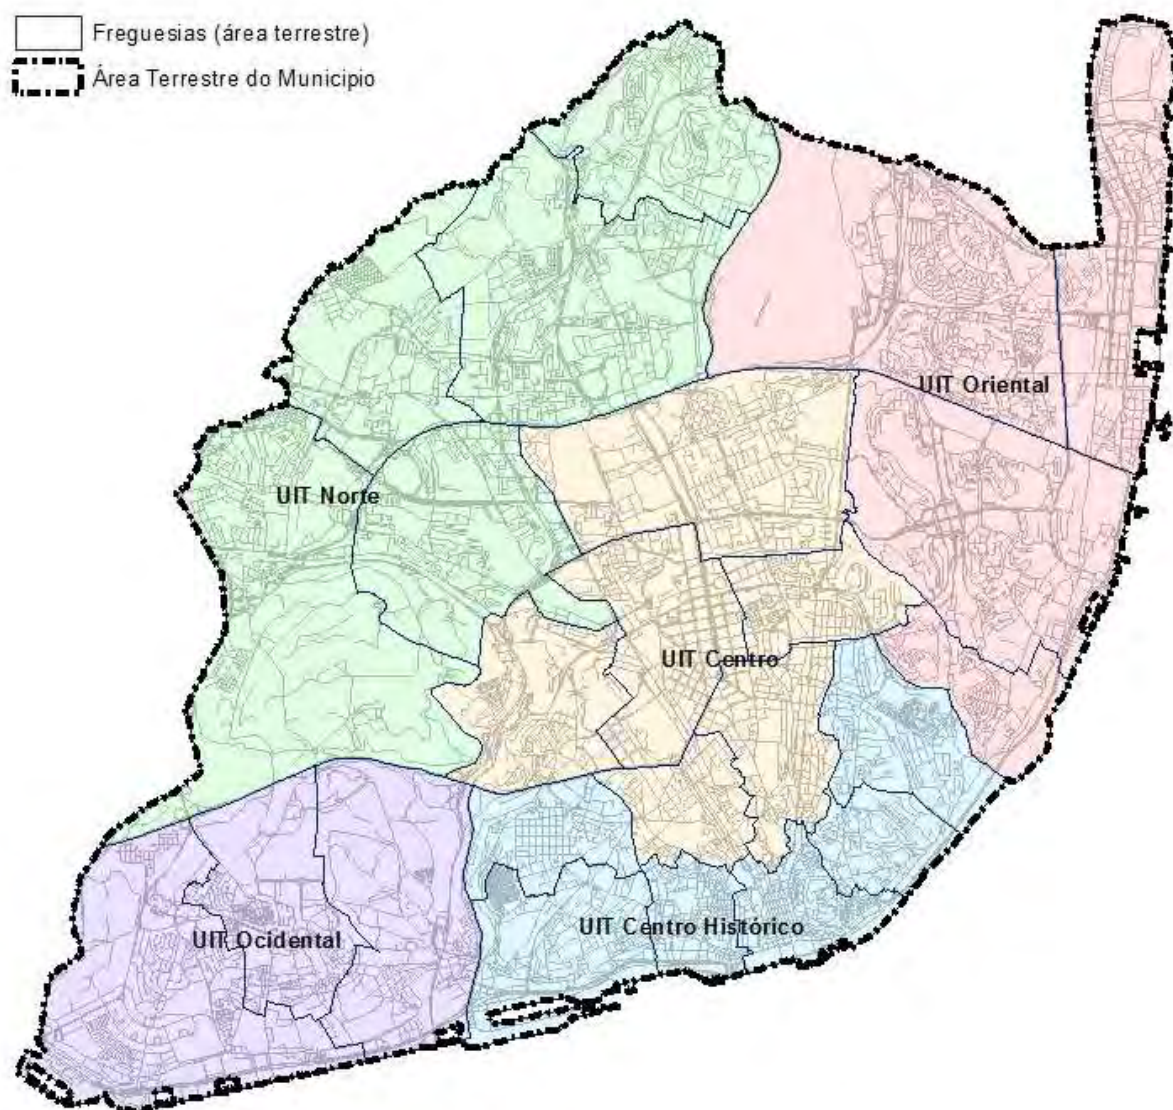 Freguesias (área terrestre)
Área Terrestre do Municipio
UIT Oriental
UIT Norte
UIT Centro
UIT Centro Histórico
UIT Ocidental